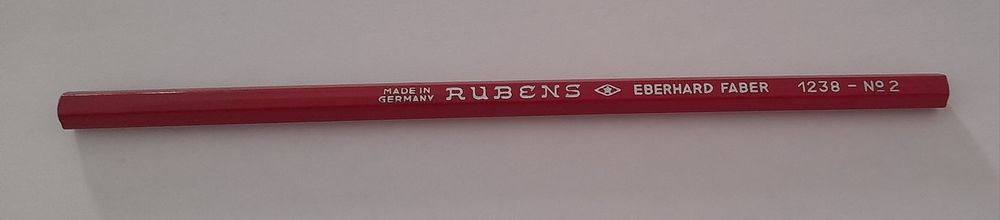 MADE IN
GERMANY
RUBENS EBERHARD FABER 1238 - Nº 2